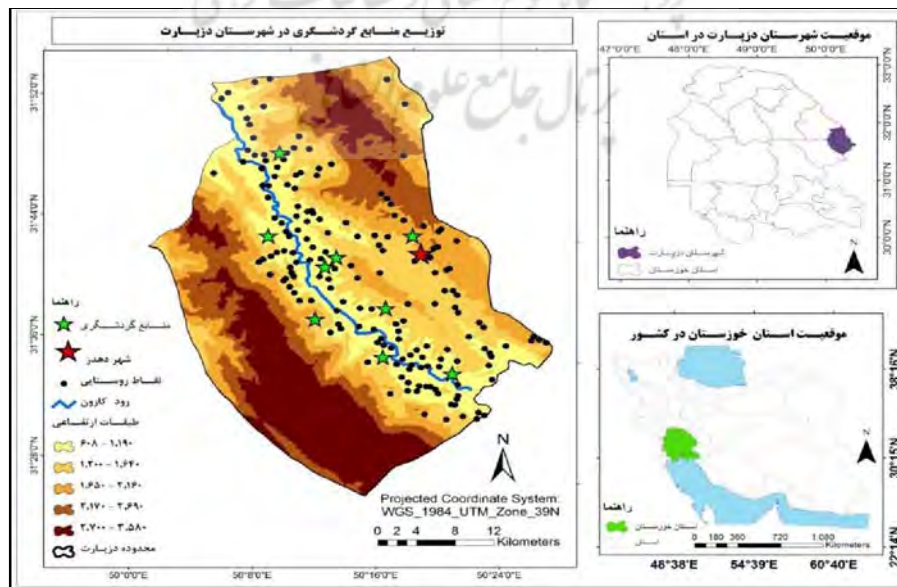 توزیع منابع گردشگری در شهرستان دزپارت
31°52'0"N
31°44'0"N
31°36'0"N
31°28'0"N
50°0'0"E
50°8'0"E
50°16'0"E
50°24'0"E
راهنما
منابع گردشگری
شهر دهدز
نقاط روستایی
رود کارون
طبقات ارتفاعی
۶۰۸ - ۱,۱۹۰
۱,۲۰۰ - ۱,۶۴۰
۱,۶۵۰ - ۲,۱۶۰
۲,۱۷۰ - ۲,۶۹۰
۲,۷۰۰ - ۳,۵۸۰
محدوده دزپارت
N
Projected Coordinate System:
WGS_1984_UTM_Zone_39N
0 2 4 8 12
Kilometers
موقعیت شهرستان دزپارت در استان
47°0'0"E
48°0'0"E
49°0'0"E
50°0'0"E
33°0'0"N
32°0'0"N
31°0'0"N
30°0'0"N
راهنما
شهرستان دزپارت
استان خوزستان
N
موقعیت استان خوزستان در کشور
38°16'N
30°15'N
22°14'N
N
راهنما
استان خوزستان
استان
0 180 360 720 1,080
Kilometers
48°38'E
54°39'E
60°40'E
پرتال جامع علوم انسانی